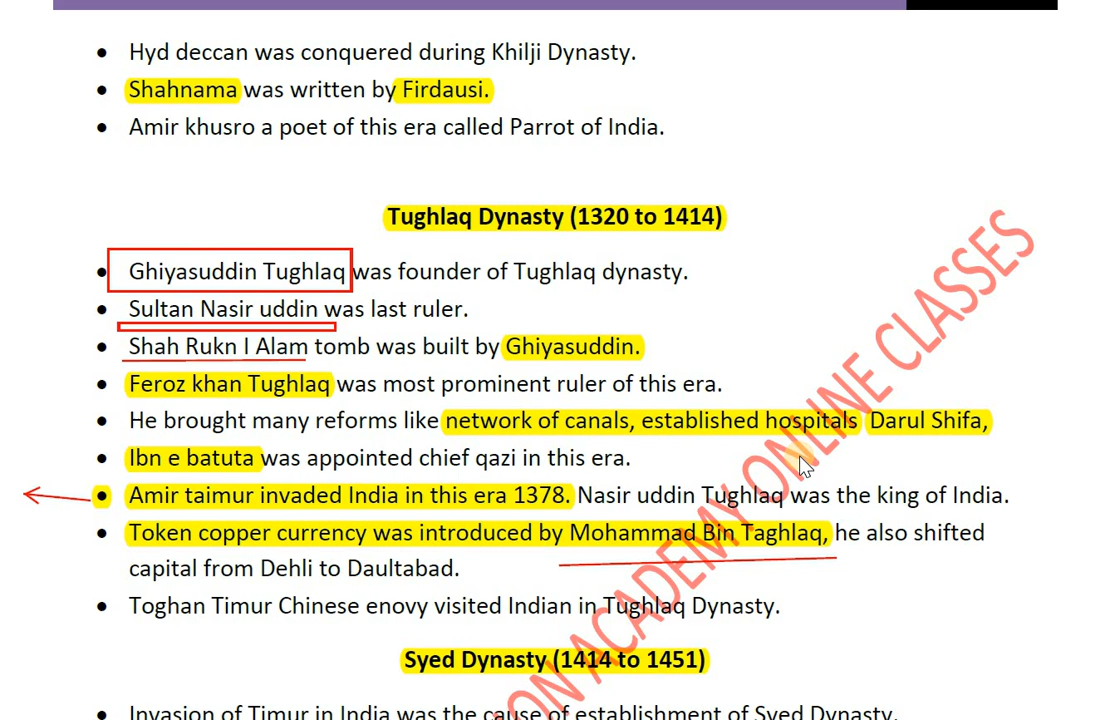 • Hyd deccan was conquered during Khilji Dynasty.
• Shahnama was written by Firdausi.
• Amir khusro a poet of this era called Parrot of India.
Tughlaq Dynasty (1320 to 1414)
• Ghiyasuddin Tughlaq was founder of Tughlaq dynasty.
• Sultan Nasir uddin was last ruler.
• Shah Rukn I Alam tomb was built by Ghiyasuddin.
• Feroz khan Tughlaq was most prominent ruler of this era.
• He brought many reforms like network of canals, established hospitals Darul Shifa,
• Ibn e batuta was appointed chief qazi in this era.
• Amir taimur invaded India in this era 1378. Nasir uddin Tughlaq was the king of India.
• Token copper currency was introduced by Mohammad Bin Taghlaq, he also shifted
capital from Dehli to Daultabad.
• Toghan Timur Chinese enovy visited Indian in Tughlaq Dynasty.
Syed Dynasty (1414 to 1451)
• Invasion of Timur in India was the cause of establishment of Syed Dynasty.
ON ACADEMY ONLINE CLASSES